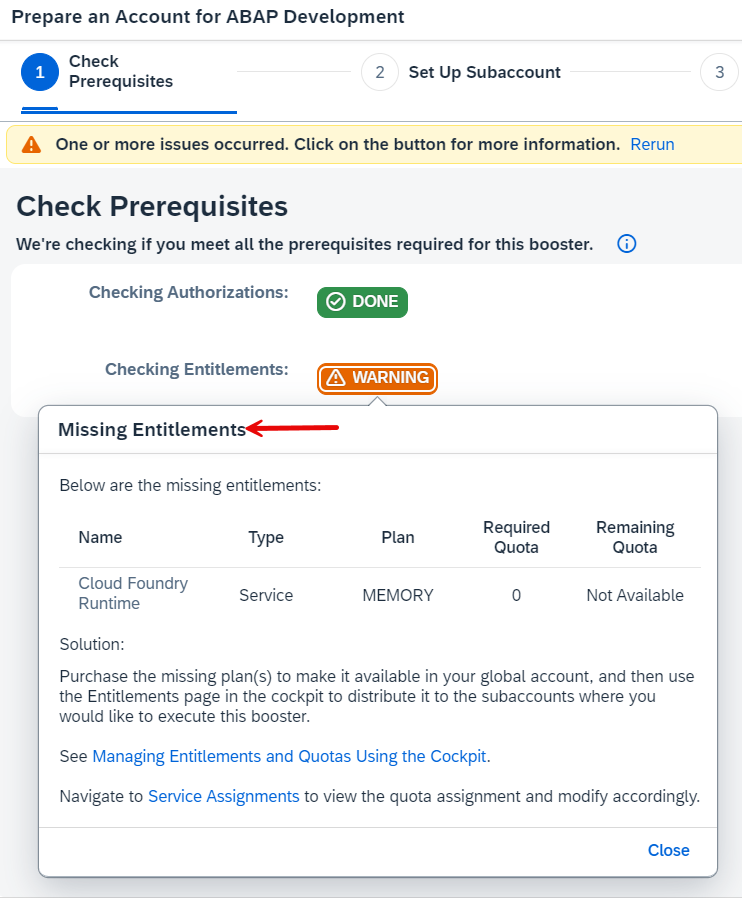 Prepare an Account for ABAP Development
1
Check
Prerequisites
2
Set Up Subaccount
3
One or more issues occurred. Click on the button for more information. Rerun
Check Prerequisites
We're checking if you meet all the prerequisites required for this booster.
Checking Authorizations:
DONE
Checking Entitlements:
WARNING
Missing Entitlements
Below are the missing entitlements:
Name
Type
Plan
Required
Quota
Remaining
Quota
Cloud Foundry
Runtime
Service
MEMORY
0
Not Available
Solution:
Purchase the missing plan(s) to make it available in your global account, and then use
the Entitlements page in the cockpit to distribute it to the subaccounts where you
would like to execute this booster.
See Managing Entitlements and Quotas Using the Cockpit.
Navigate to Service Assignments to view the quota assignment and modify accordingly.
Close